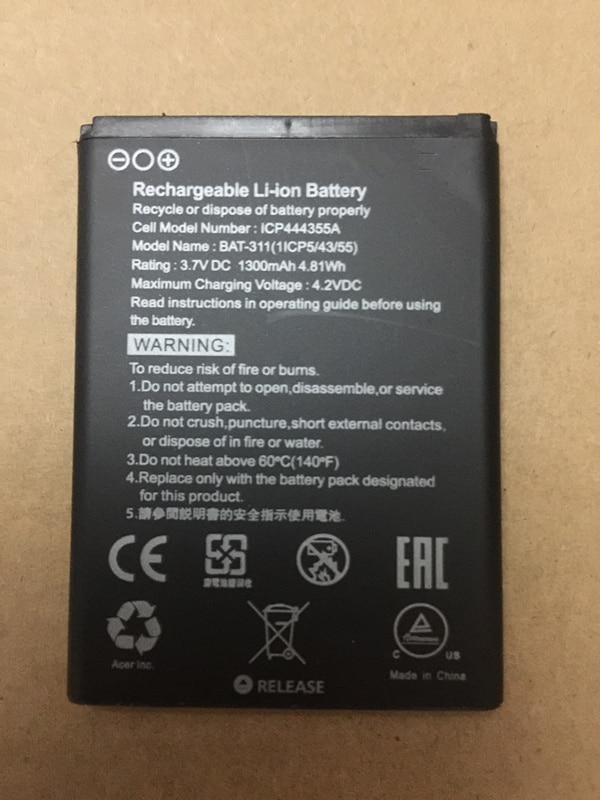 Rechargeable Li-ion Battery
Recycle or dispose of battery properly
Cell Model Number : ICP444355A
Model Name : BAT-311(1ICP5/43/55)
Rating : 3.7V DC 1300mAh 4.81Wh
Maximum Charging Voltage : 4.2VDC
Read instructions in operating guide before using
the battery.
WARNING:
To reduce risk of fire or burns.
1.Do not attempt to open,disassemble,or service
the battery pack.
2.Do not crush,puncture,short external contacts,
or dispose of in fire or water.
3.Do not heat above 60°C(140°F)
4.Replace only with the battery pack designated
for this product.
5.請參閱說明書的安全指示使用電池.
CE
EAC
廢電池請回收
Acer Inc.
C US
Made in China
RELEASE